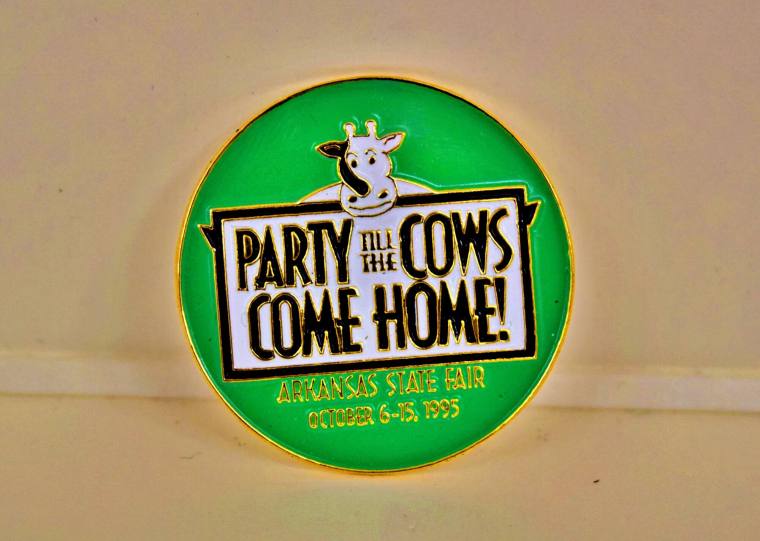 PARTY TILL THE COWS
COME HOME!
ARKANSAS STATE FAIR
OCTOBER 6-15, 1995